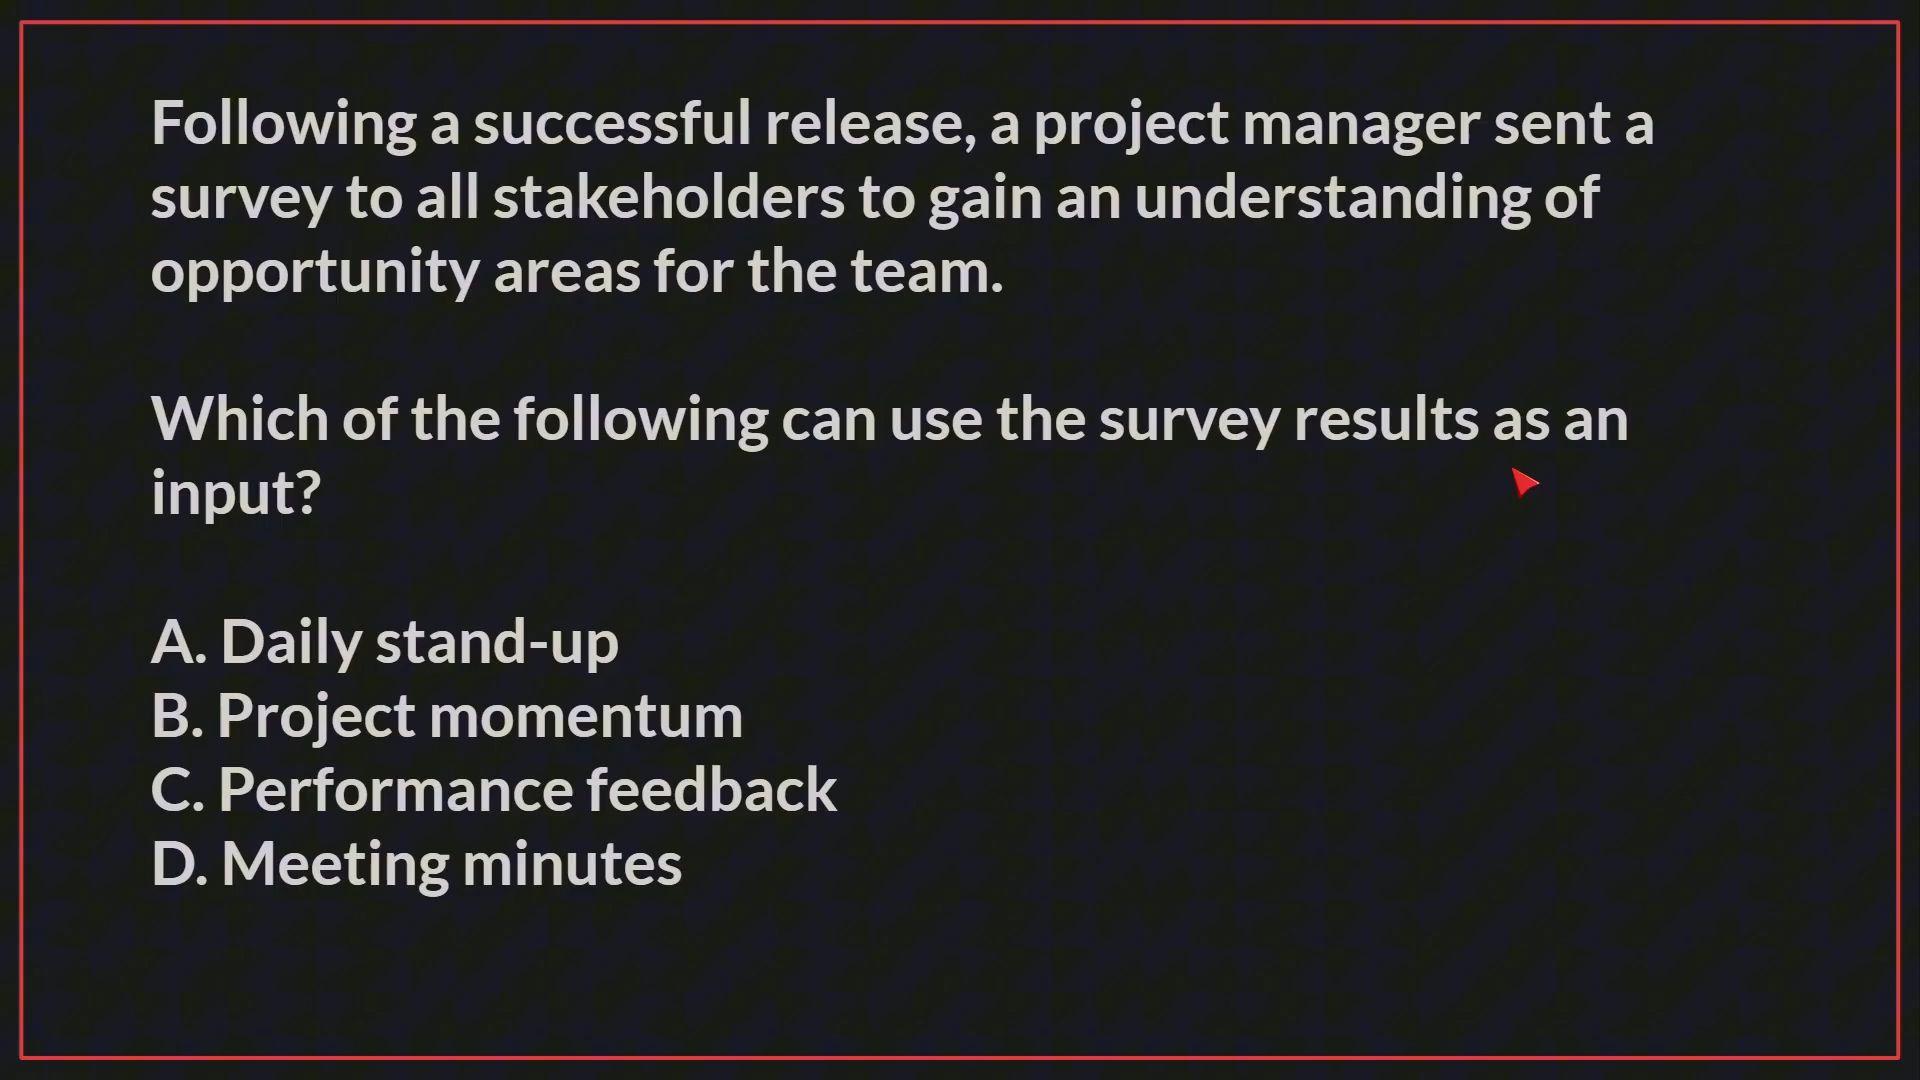 Following a successful release, a project manager sent a
survey to all stakeholders to gain an understanding of
opportunity areas for the team.
Which of the following can use the survey results as an
input?
A. Daily stand-up
B. Project momentum
C. Performance feedback
D. Meeting minutes